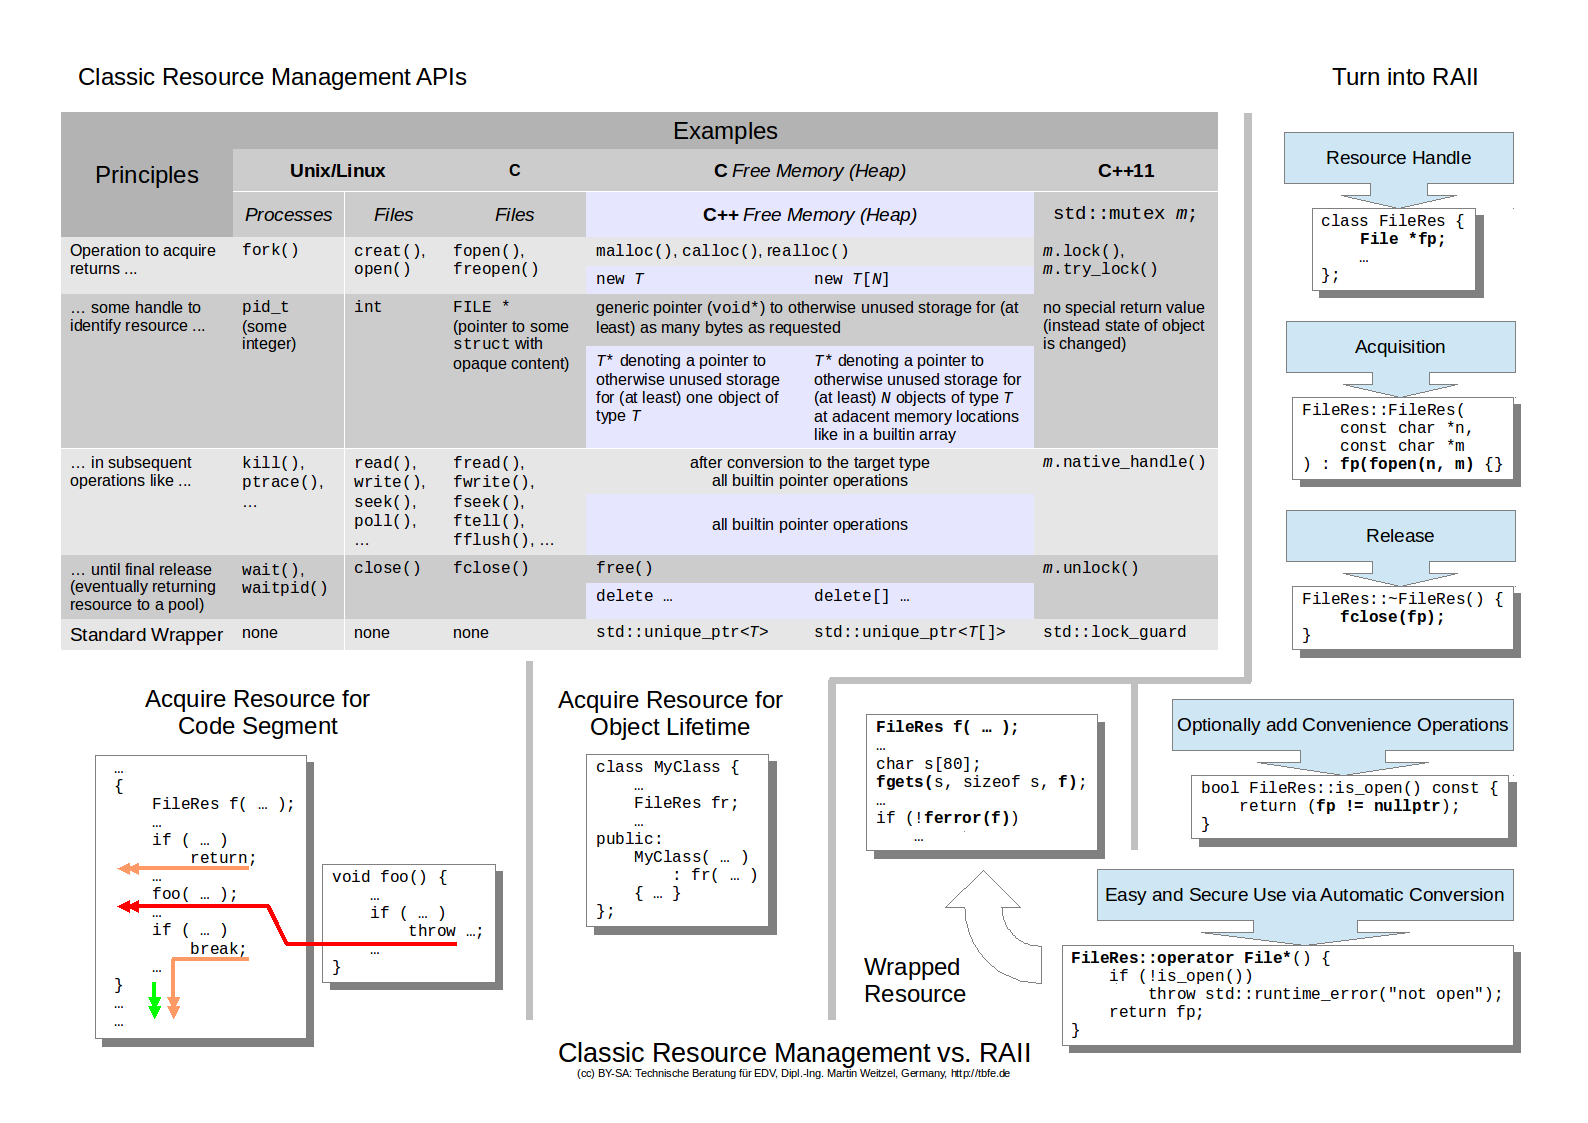 Classic Resource Management APIs
Turn into RAII
Principles
Examples
Unix/Linux
C
C Free Memory (Heap)
C++11
Processes
Files
Files
C++ Free Memory (Heap)
std::mutex m;
Operation to acquire
returns ...
fork()
creat(),
open()
fopen(),
freopen()
malloc(), calloc(), realloc()
new T
new T[N]
m.lock(),
m.try_lock()
… some handle to
identify resource ...
pid_t
(some
integer)
int
FILE *
(pointer to some
struct with
opaque content)
generic pointer (void*) to otherwise unused storage for (at
least) as many bytes as requested
T* denoting a pointer to
otherwise unused storage
for (at least) one object of
type T
T* denoting a pointer to
otherwise unused storage for
(at least) N objects of type T
at adacent memory locations
like in a builtin array
no special return value
(instead state of object
is changed)
… in subsequent
operations like ...
kill(),
ptrace(),
…
read(),
write(),
seek(),
poll(),
…
fread(),
fwrite(),
fseek(),
ftell(),
fflush(), …
after conversion to the target type
all builtin pointer operations
all builtin pointer operations
m.native_handle()
… until final release
(eventually returning
resource to a pool)
wait(),
waitpid()
close()
fclose()
free()
delete …
delete[] …
m.unlock()
Standard Wrapper
none
none
none
std::unique_ptr<T>
std::unique_ptr<T[]>
std::lock_guard
Resource Handle
class FileRes {
File *fp;
…
};
Acquisition
FileRes::FileRes(
const char *n,
const char *m
) : fp(fopen(n, m) {}
Release
FileRes::~FileRes() {
fclose(fp);
}
Acquire Resource for
Code Segment
…
{
FileRes f( … );
…
if ( … )
return;
…
foo( … );
…
if ( … )
break;
…
}
…
…
void foo() {
…
if ( … )
throw …;
…
}
Acquire Resource for
Object Lifetime
class MyClass {
…
FileRes fr;
…
public:
MyClass( … )
: fr( … )
{ … }
};
FileRes f( … );
…
char s[80];
fgets(s, sizeof s, f);
…
if (!ferror(f))
…
Wrapped
Resource
Optionally add Convenience Operations
bool FileRes::is_open() const {
return (fp != nullptr);
}
Easy and Secure Use via Automatic Conversion
FileRes::operator File*() {
if (!is_open())
throw std::runtime_error("not open");
return fp;
}
Classic Resource Management vs. RAII
(cc) BY-SA: Technische Beratung für EDV, Dipl.-Ing. Martin Weitzel, Germany, http://tbfe.de